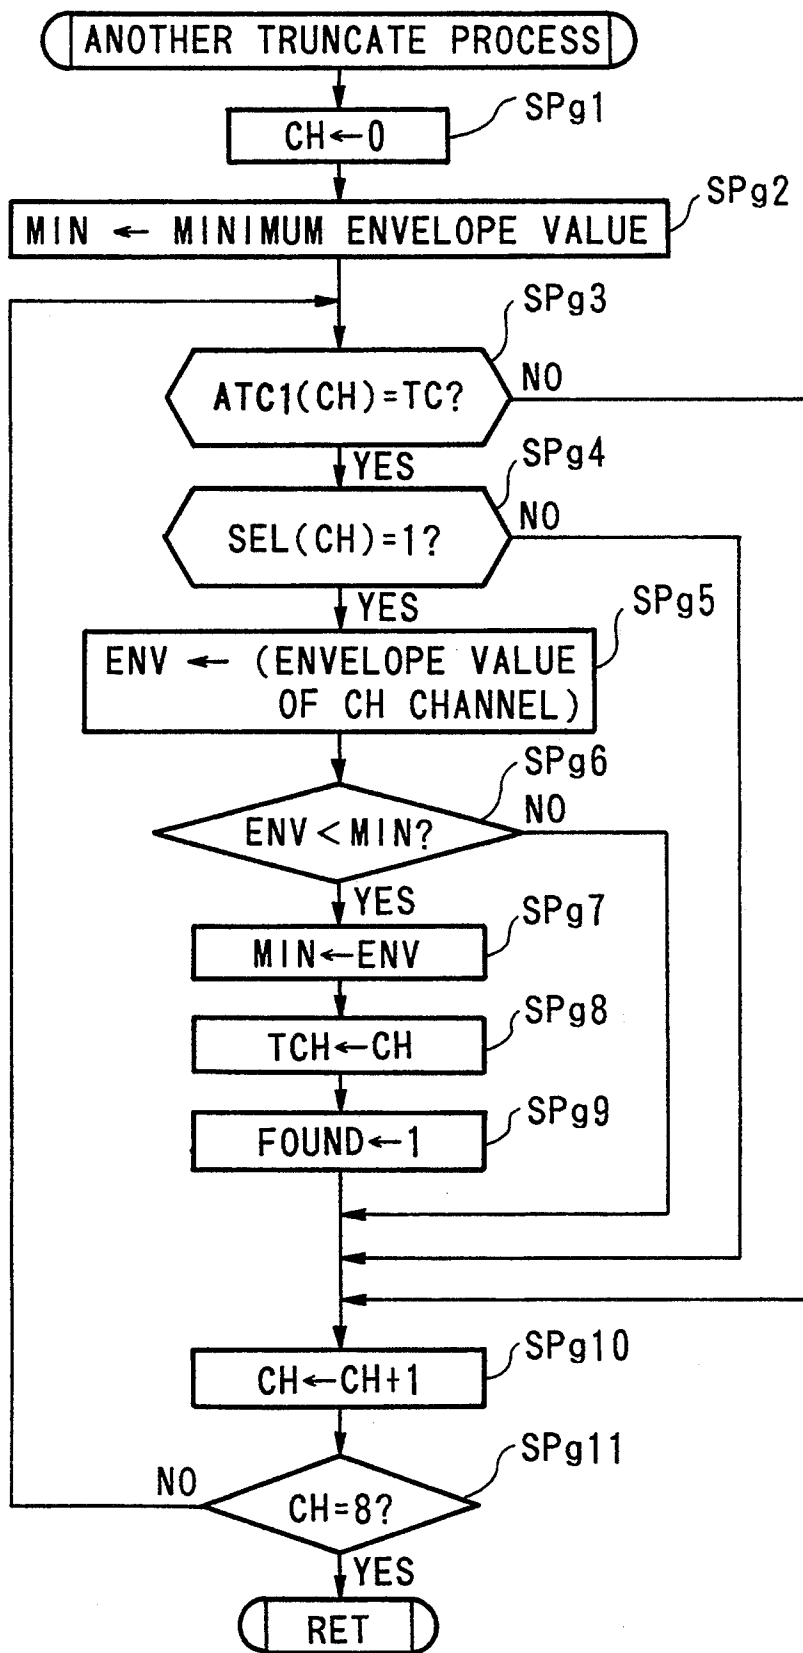 ANOTHER TRUNCATE PROCESS
SPg1
CH←0
SPg2
MIN ← MINIMUM ENVELOPE VALUE
SPg3
ATC1(CH)=TC?
NO
YES
SPg4
SEL(CH)=1?
NO
YES
SPg5
ENV ← (ENVELOPE VALUE
OF CH CHANNEL)
SPg6
ENV<MIN?
NO
YES
SPg7
MIN←ENV
SPg8
TCH←CH
SPg9
FOUND←1
SPg10
CH←CH+1
SPg11
NO
CH=8?
YES
RET